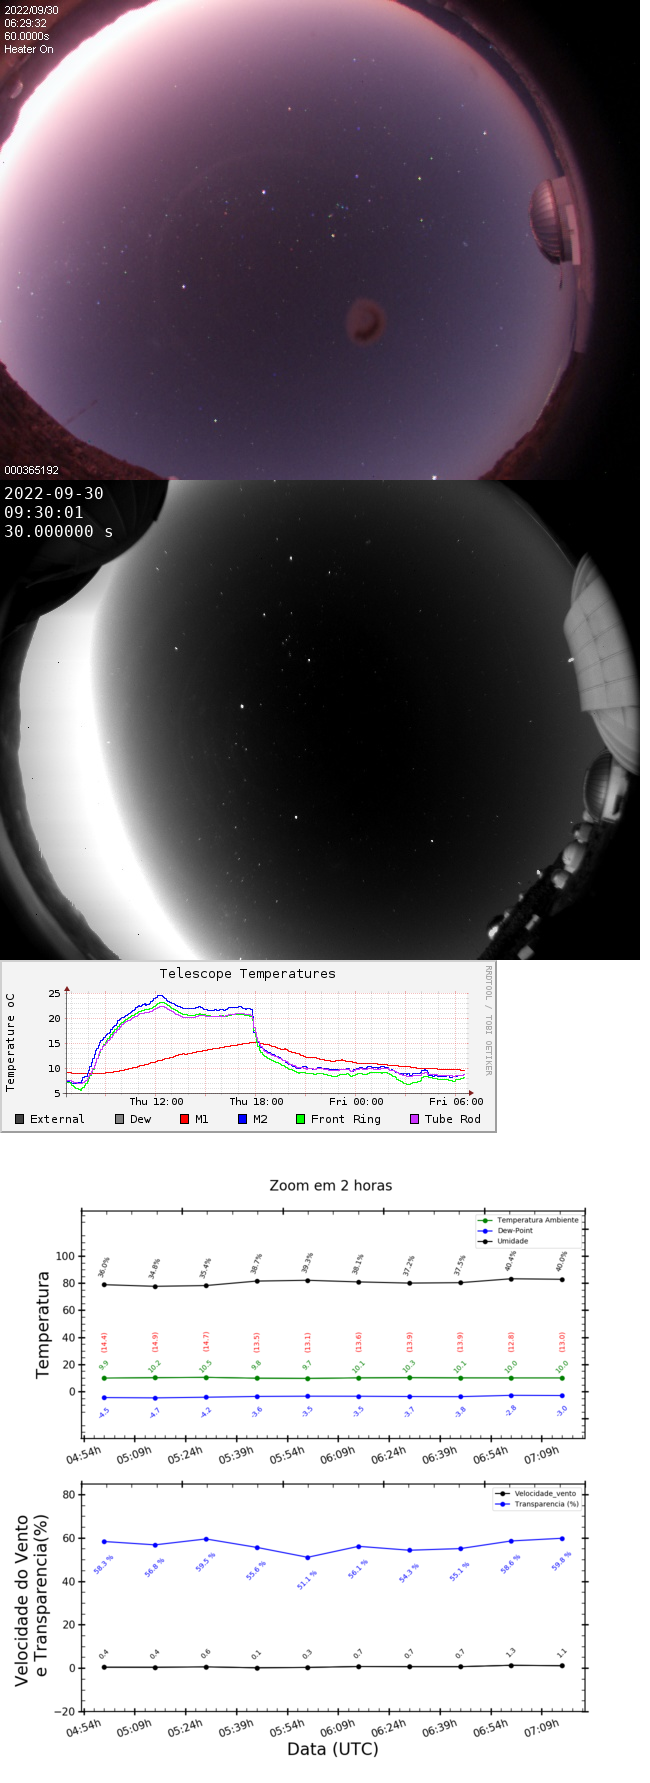 2022/09/30
06:29:32
60.0000s
Heater On
000365192
2022-09-30
09:30:01
30.000000 s
Telescope Temperatures
RRDTOOL / TOBI OETIKER
Temperature oC
25
20
15
10
5
Thu 12:00 Thu 18:00 Fri 00:00 Fri 06:00
External Dew M1 M2 Front Ring Tube Rod
Zoom em 2 horas
Temperatura Ambiente
Dew-Point
Umidade
Temperatura
100
80
60
40
20
0
36.0% 34.8% 35.4% 38.7% 39.3% 38.1% 37.2% 37.5% 40.4% 40.0%
(14.4) (14.9) (14.7) (13.5) (13.1) (13.6) (13.9) (13.9) (12.8) (13.0)
9.9 10.2 10.5 9.8 9.7 10.1 10.3 10.1 10.0 10.0
-4.5 -4.7 -4.2 -3.6 -3.5 -3.5 -3.7 -3.8 -2.8 -3.0
04:54h 05:09h 05:24h 05:39h 05:54h 06:09h 06:24h 06:39h 06:54h 07:09h
Velocidade_vento
Transparencia (%)
Velocidade do Vento
e Transparencia(%)
80
60
40
20
0
−20
58.3 % 56.8 % 59.5 % 55.6 % 51.1 % 56.1 % 54.3 % 55.1 % 58.6 % 59.8 %
0.4 0.4 0.6 0.1 0.3 0.7 0.7 0.7 1.3 1.1
04:54h 05:09h 05:24h 05:39h 05:54h 06:09h 06:24h 06:39h 06:54h 07:09h
Data (UTC)